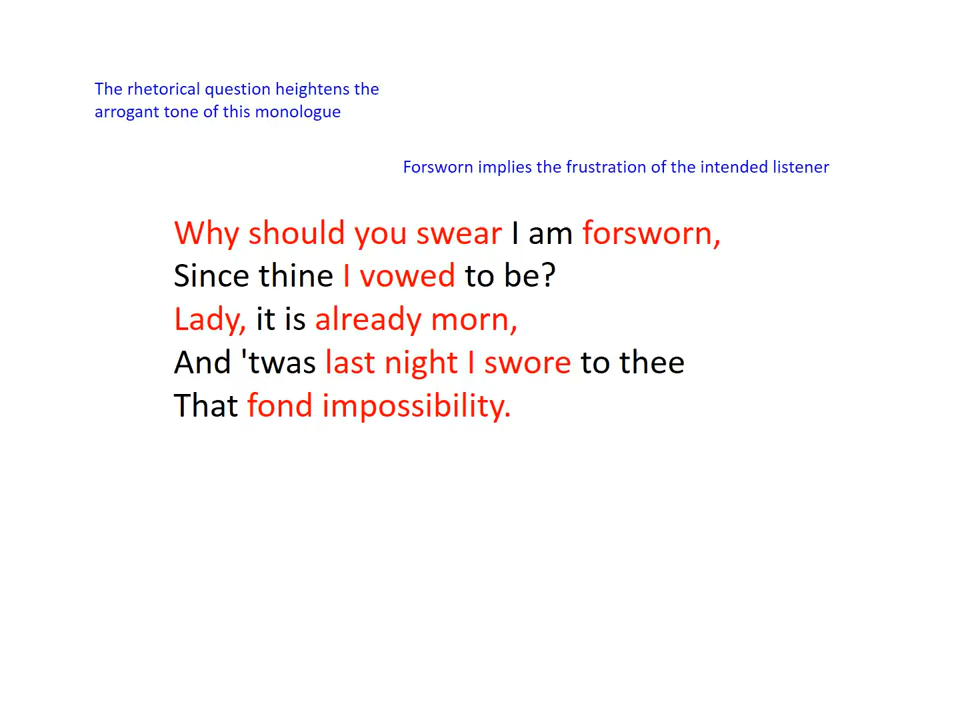 The rhetorical question heightens the
arrogant tone of this monologue
Forsworn implies the frustration of the intended listener
Why should you swear I am forsworn,
Since thine I vowed to be?
Lady, it is already morn,
And 'twas last night I swore to thee
That fond impossibility.